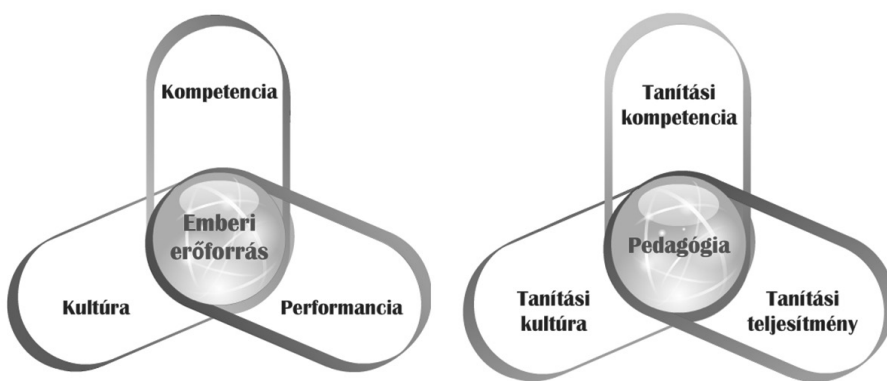 Kompetencia
Emberi
erőforrás
Kultúra
Performancia
Tanítási
kompetencia
Pedagógia
Tanítási
kultúra
Tanítási
teljesítmény